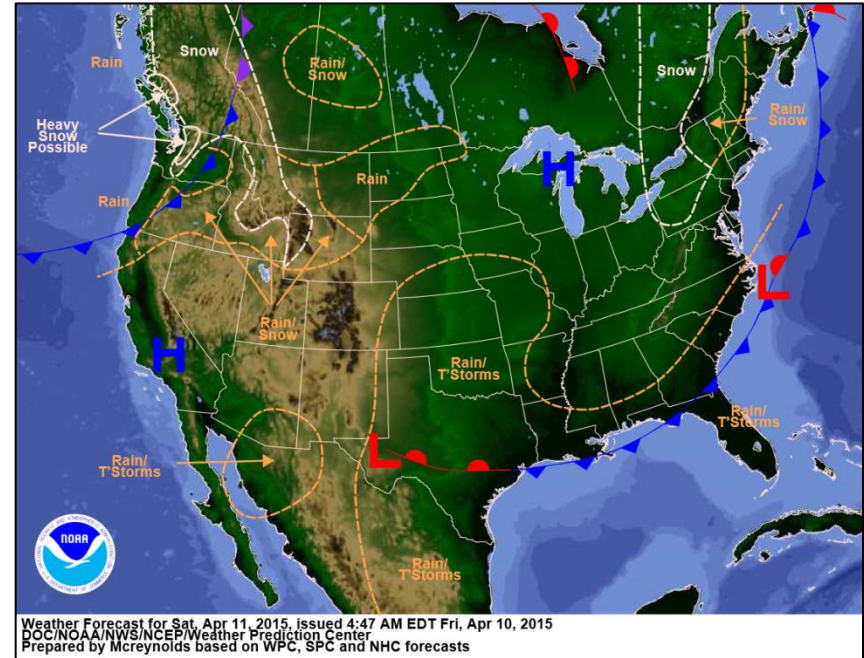 Snow
Rain
Rain/
Snow
Snow
Heavy
Snow
Possible
Rain/
Snow
Rain
H
Rain
Rain/
Snow
L
H
Rain/
T'Storms
Rain/
T'Storms
L
Rain/
T'Storms
NOAA
Rain/
T'Storms
Weather Forecast for Sat, Apr 11, 2015, issued 4:47 AM EDT Fri, Apr 10, 2015
DOC/NOAA/NWS/NCEP/Weather Prediction Center
Prepared by Mcreynolds based on WPC, SPC and NHC forecasts